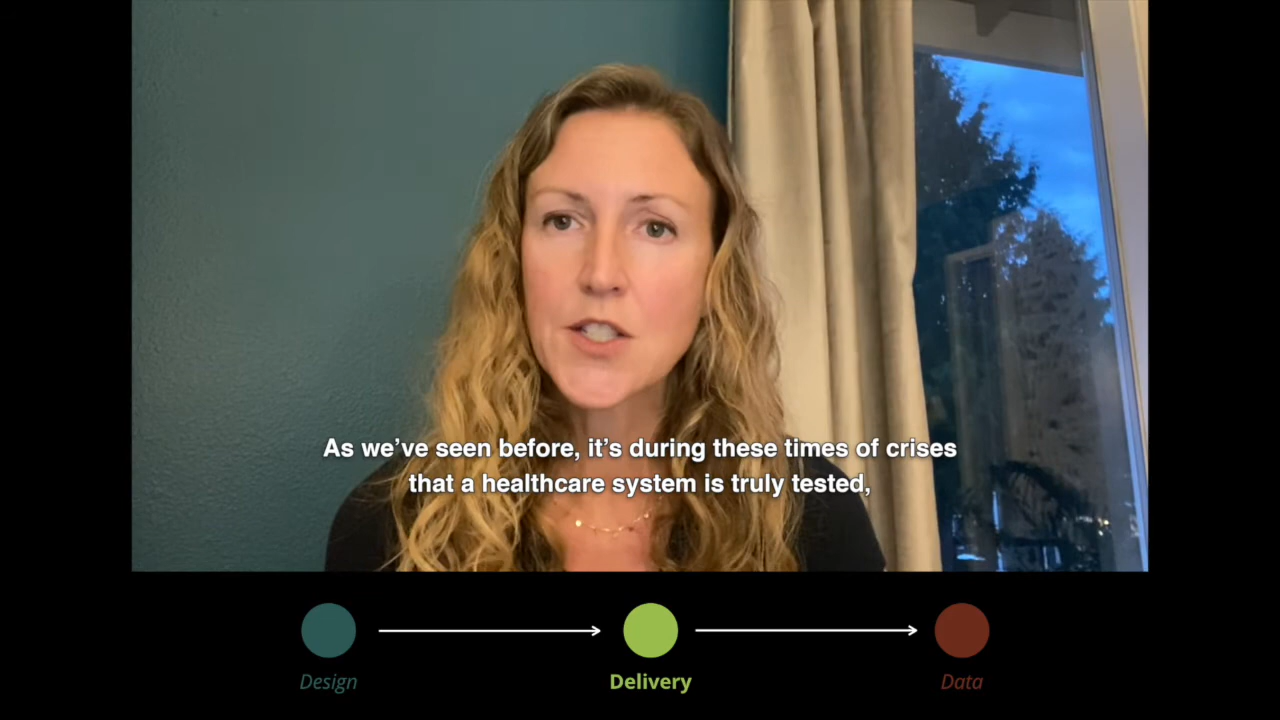 As we’ve seen before, it’s during these times of crises
that a healthcare system is truly tested,
Design
Delivery
Data